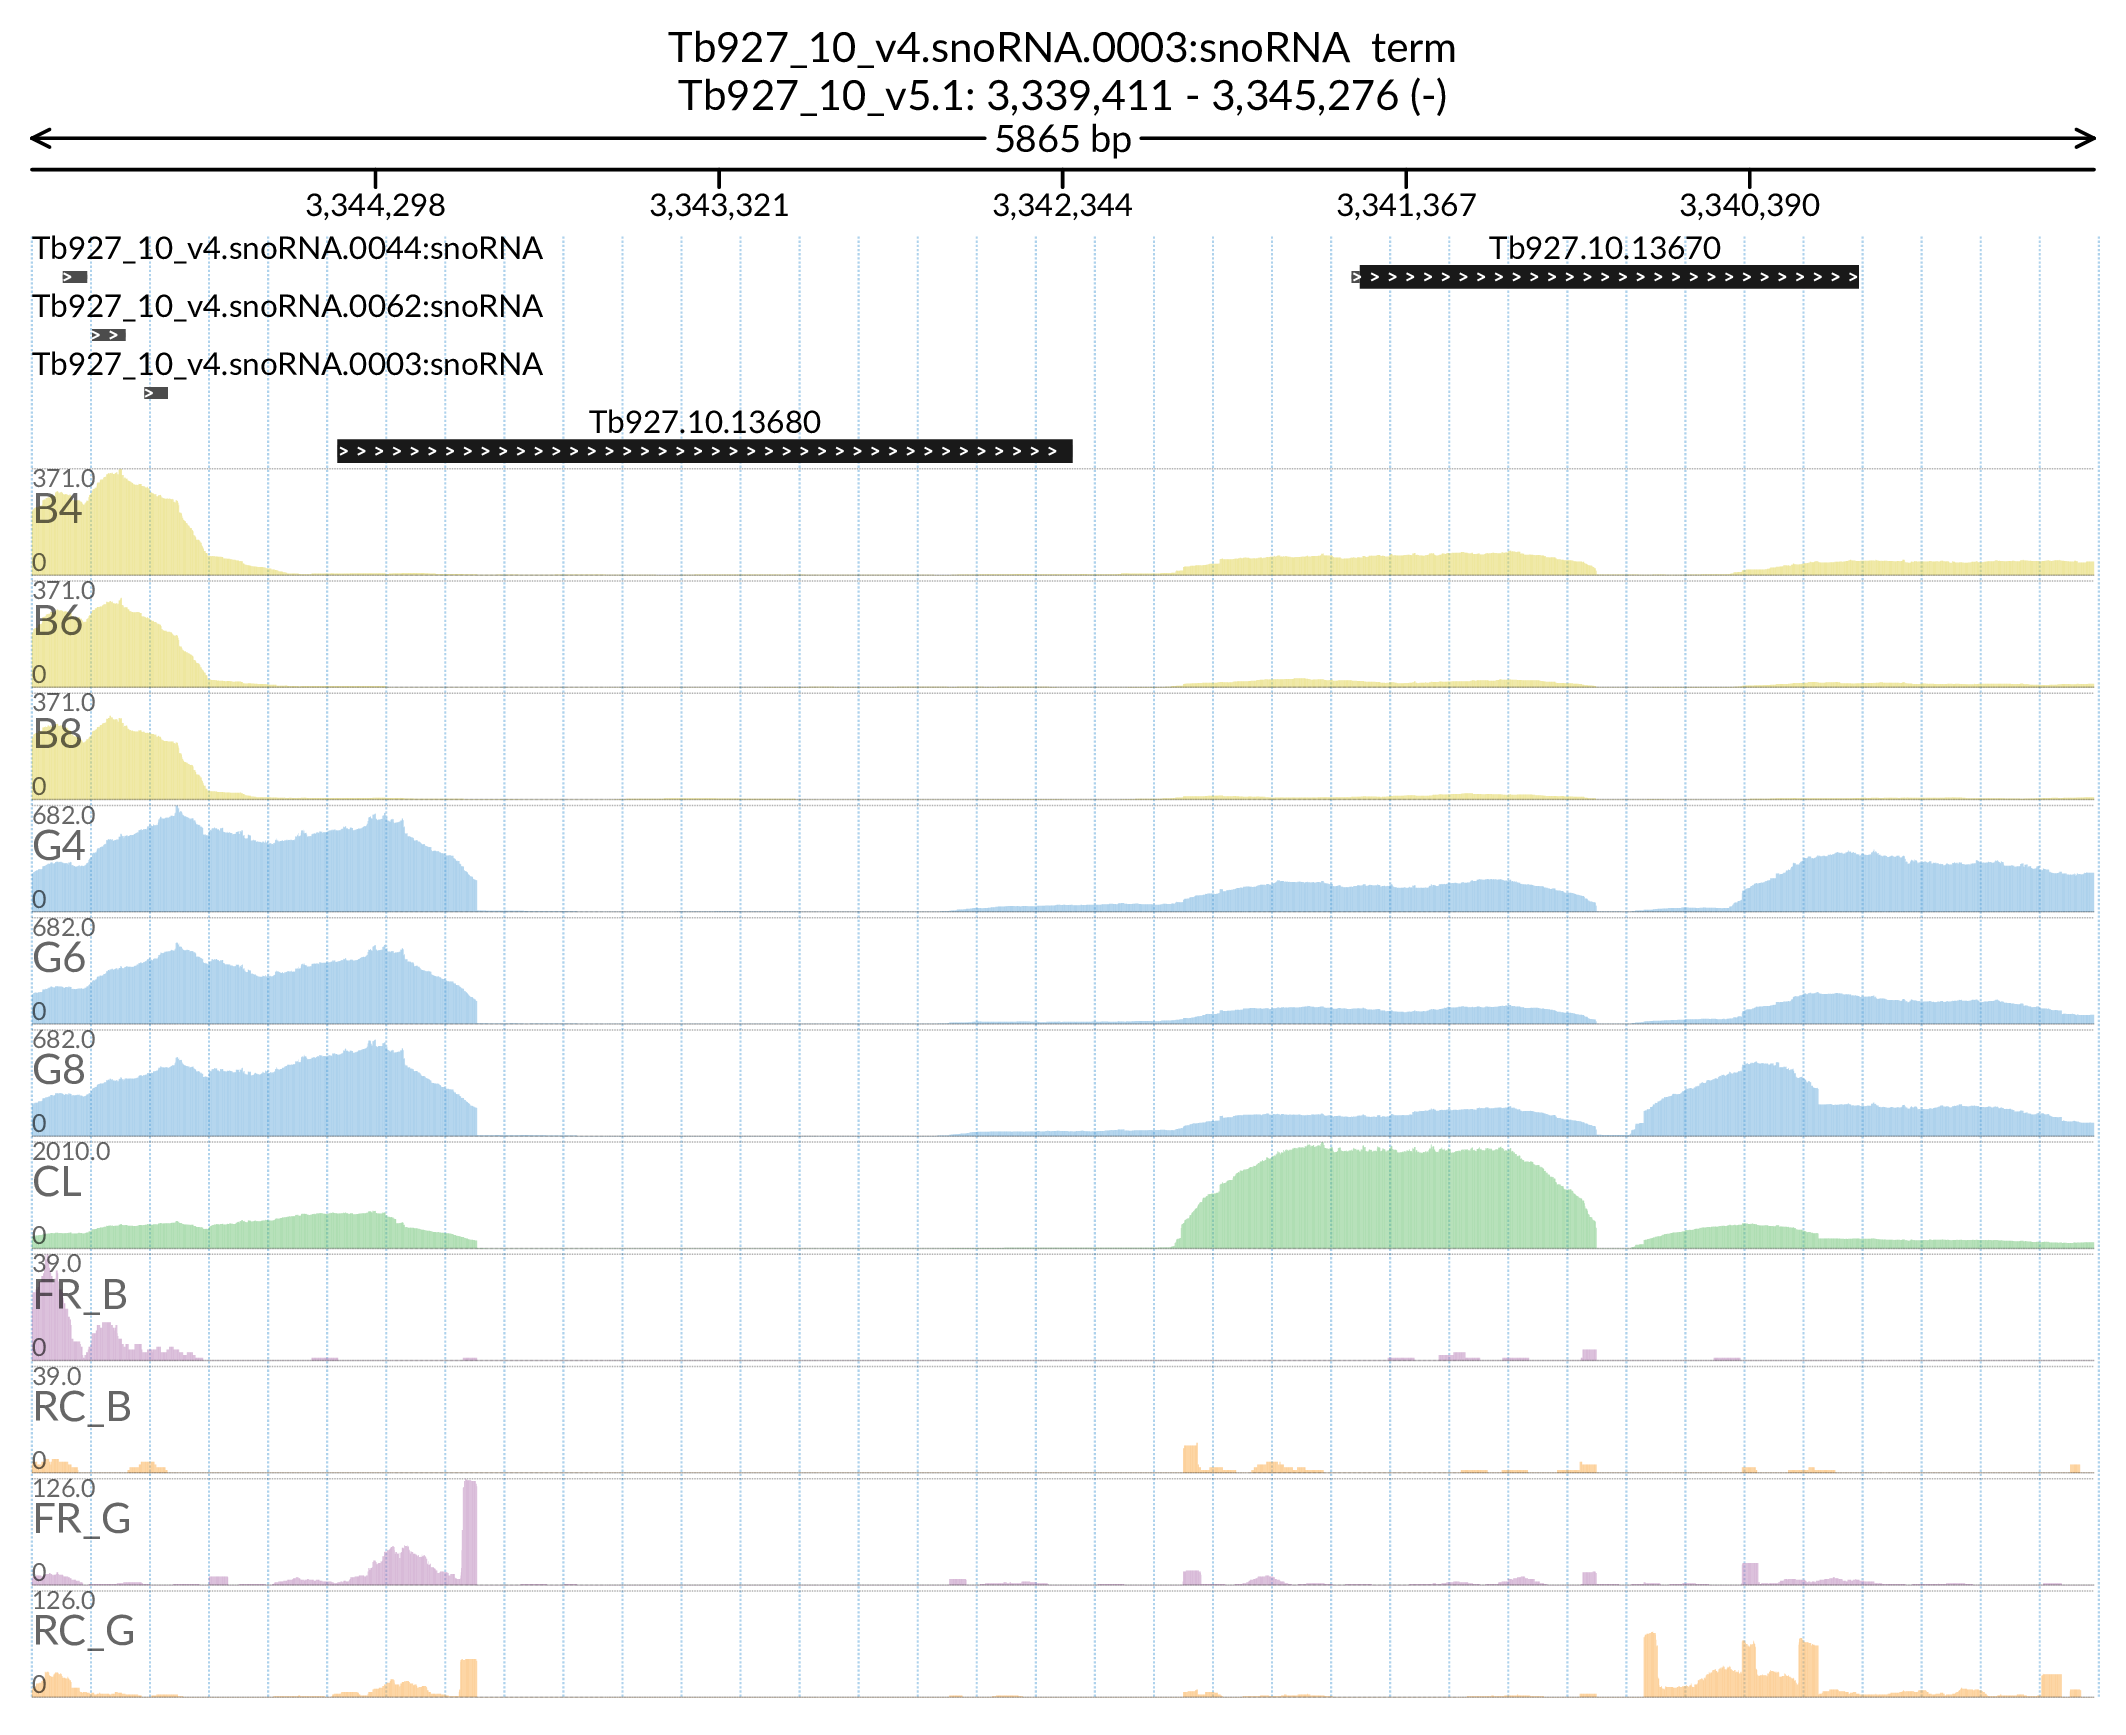 Tb927_10_v4.snoRNA.0003:snoRNA  term
Tb927_10_v5.1: 3,339,411 - 3,345,276 (-)
5865 bp
3,344,298 3,343,321 3,342,344 3,341,367 3,340,390
Tb927_10_v4.snoRNA.0044:snoRNA Tb927.10.13670
Tb927_10_v4.snoRNA.0062:snoRNA
Tb927_10_v4.snoRNA.0003:snoRNA
Tb927.10.13680
371.0
B4
0
371.0
B6
0
371.0
B8
0
682.0
G4
0
682.0
G6
0
682.0
G8
0
2010.0
CL
0
39.0
FR_B
0
39.0
RC_B
0
126.0
FR_G
0
126.0
RC_G
0